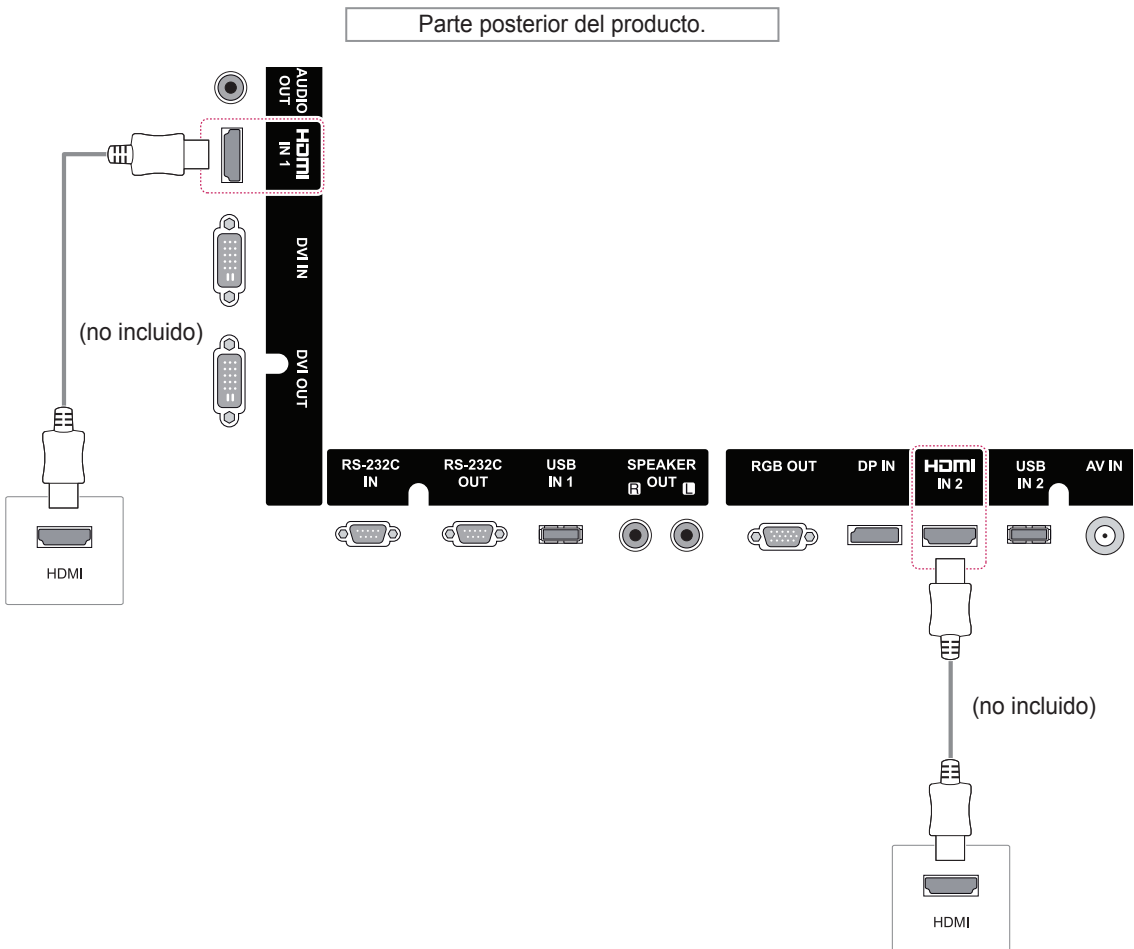 Parte posterior del producto.
AUDIO
OUT
HDMI
IN 1
DVI IN
(no incluido)
DVI OUT
RS-232C
IN
RS-232C
OUT
USB
IN 1
SPEAKER
R OUT L
RGB OUT
DP IN
HDMI
IN 2
USB
IN 2
AV IN
HDMI
(no incluido)
HDMI